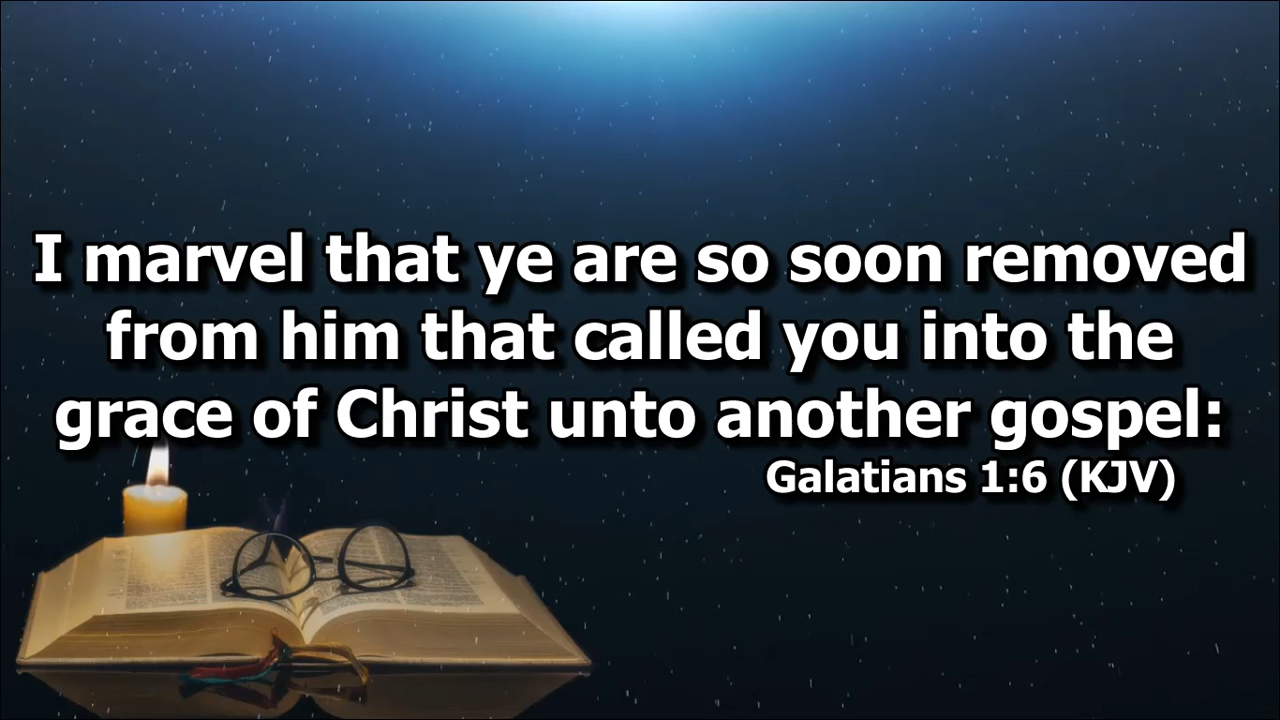 I marvel that ye are so soon removed
from him that called you into the
grace of Christ unto another gospel:
Galatians 1:6 (KJV)